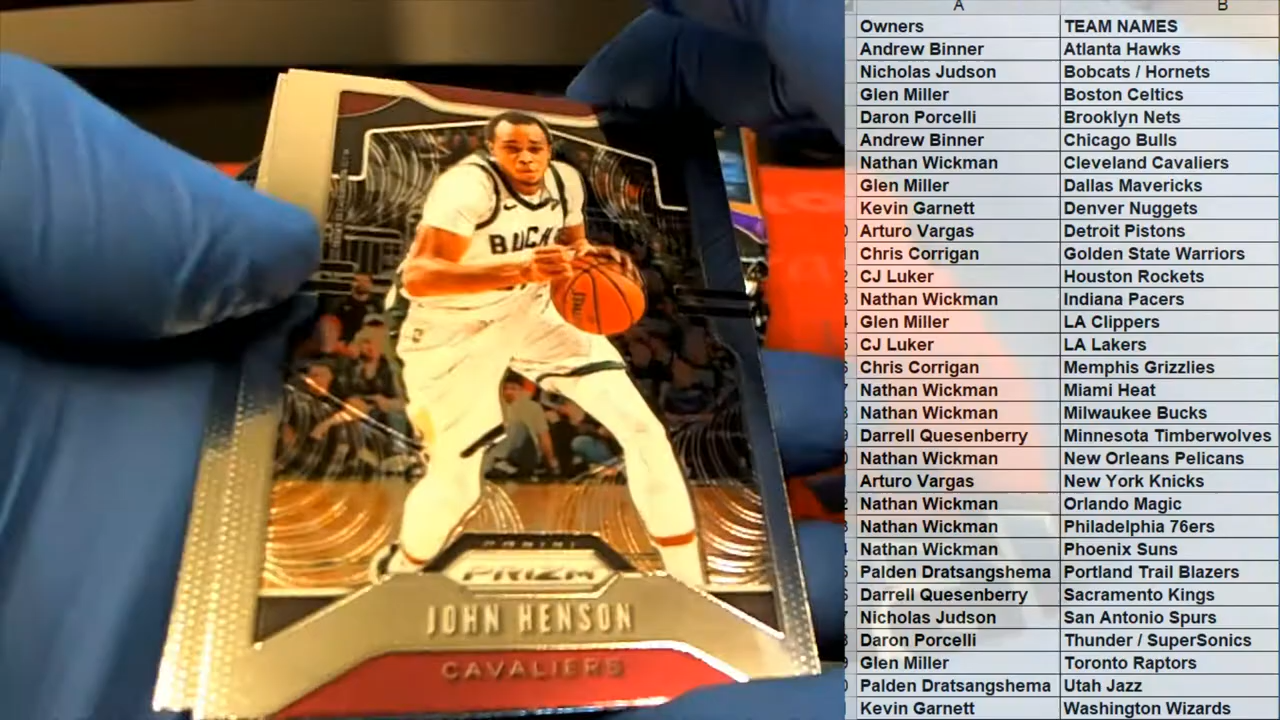 BUCK
PANINI
PRIZM
JOHN HENSON
CAVALIERS
A B
Owners TEAM NAMES
Andrew Binner Atlanta Hawks
Nicholas Judson Bobcats / Hornets
Glen Miller Boston Celtics
Daron Porcelli Brooklyn Nets
Andrew Binner Chicago Bulls
Nathan Wickman Cleveland Cavaliers
Glen Miller Dallas Mavericks
Kevin Garnett Denver Nuggets
Arturo Vargas Detroit Pistons
Chris Corrigan Golden State Warriors
CJ Luker Houston Rockets
Nathan Wickman Indiana Pacers
Glen Miller LA Clippers
CJ Luker LA Lakers
Chris Corrigan Memphis Grizzlies
Nathan Wickman Miami Heat
Nathan Wickman Milwaukee Bucks
Darrell Quesenberry Minnesota Timberwolves
Nathan Wickman New Orleans Pelicans
Arturo Vargas New York Knicks
Nathan Wickman Orlando Magic
Nathan Wickman Philadelphia 76ers
Nathan Wickman Phoenix Suns
Palden Dratsangshema Portland Trail Blazers
Darrell Quesenberry Sacramento Kings
Nicholas Judson San Antonio Spurs
Daron Porcelli Thunder / SuperSonics
Glen Miller Toronto Raptors
Palden Dratsangshema Utah Jazz
Kevin Garnett Washington Wizards